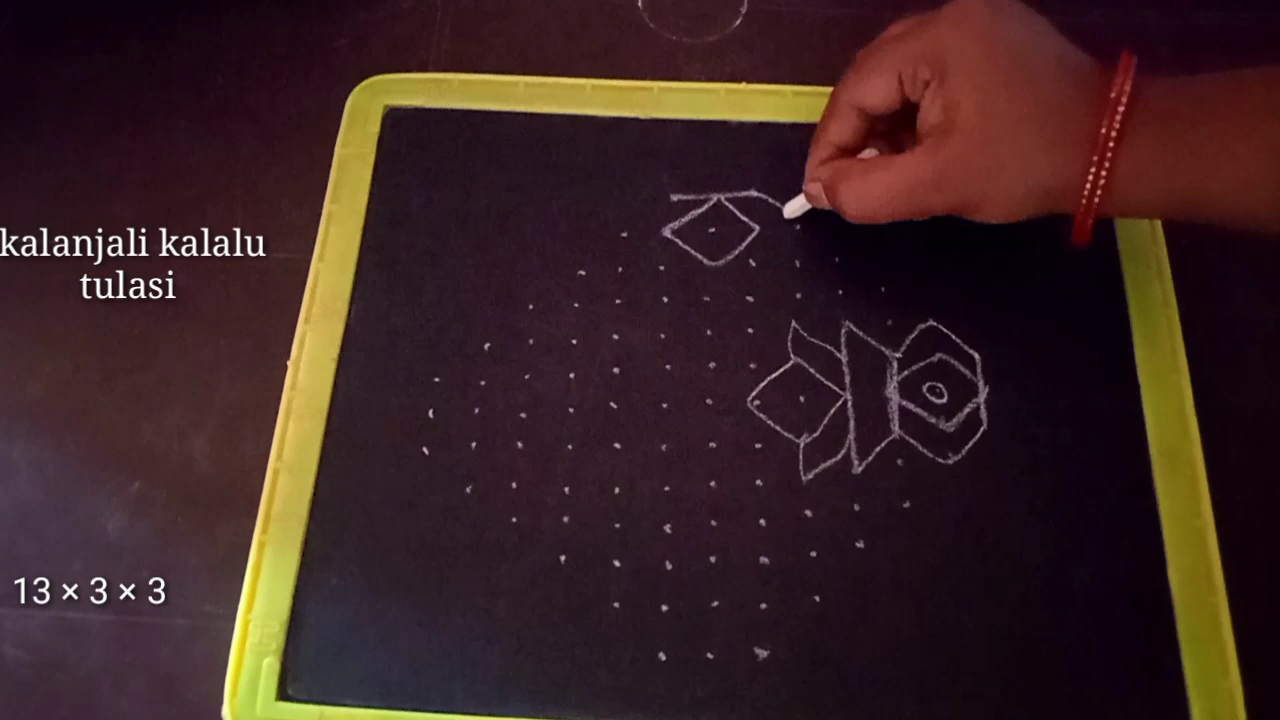 kalanjali kalalu
tulasi
13 × 3 × 3